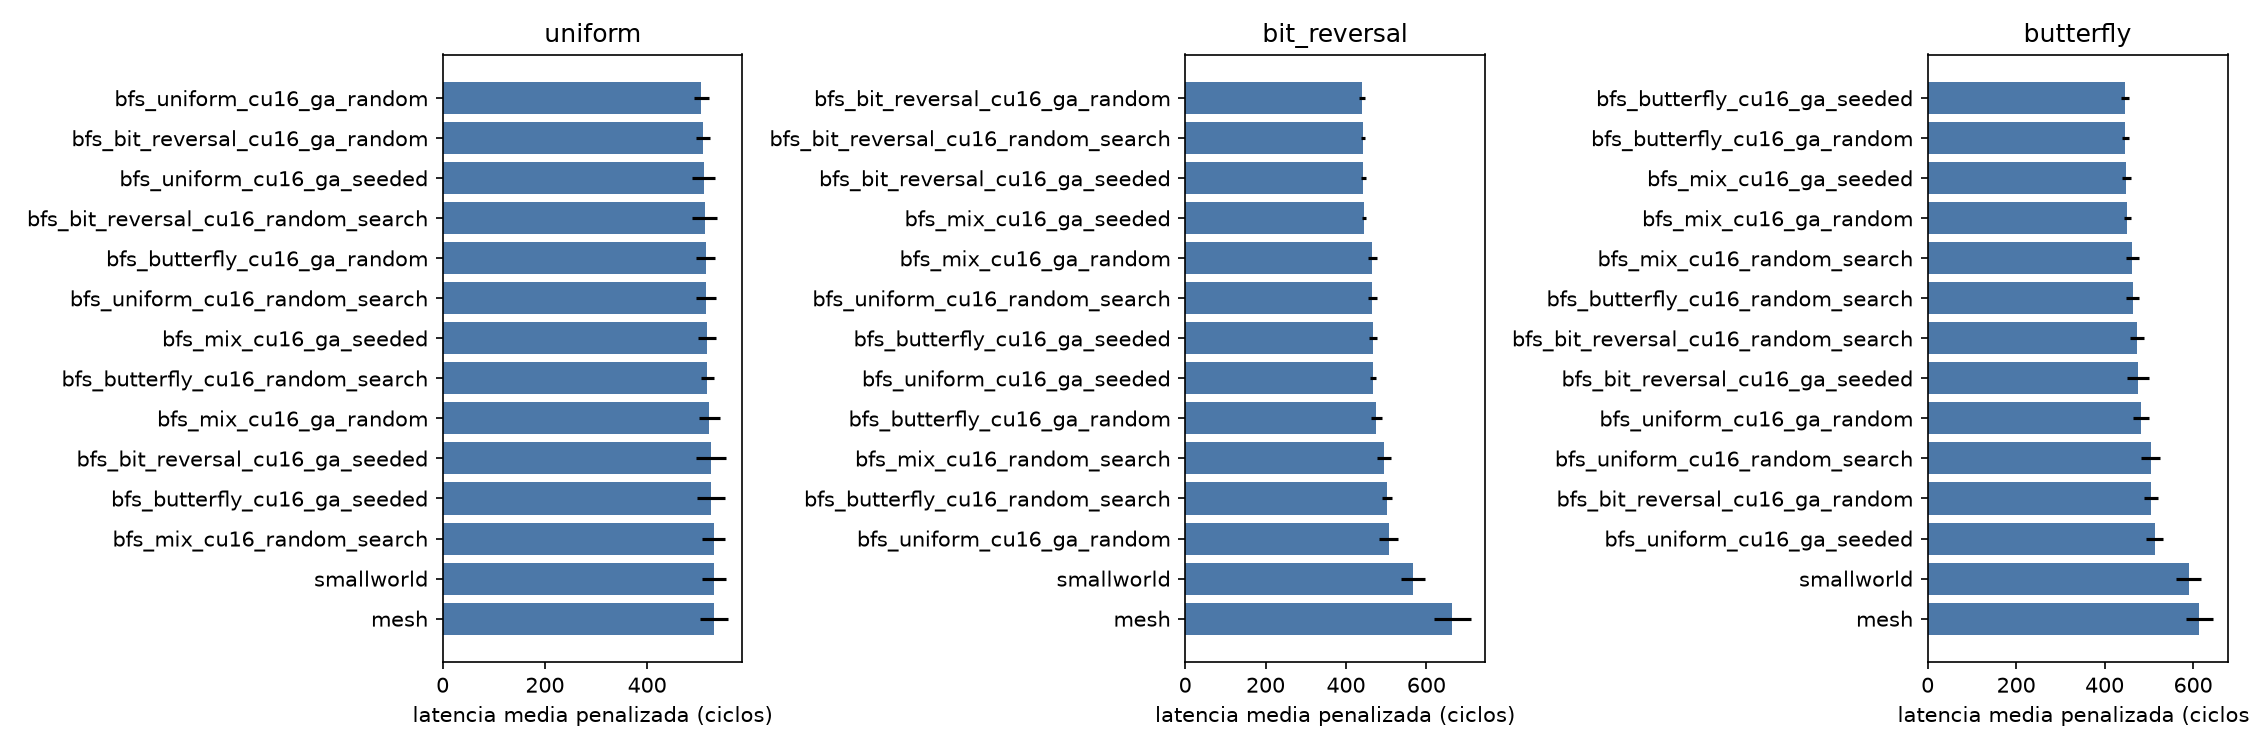 uniform
bfs_uniform_cu16_ga_random
bfs_bit_reversal_cu16_ga_random
bfs_uniform_cu16_ga_seeded
bfs_bit_reversal_cu16_random_search
bfs_butterfly_cu16_ga_random
bfs_uniform_cu16_random_search
bfs_mix_cu16_ga_seeded
bfs_butterfly_cu16_random_search
bfs_mix_cu16_ga_random
bfs_bit_reversal_cu16_ga_seeded
bfs_butterfly_cu16_ga_seeded
bfs_mix_cu16_random_search
smallworld
mesh
0 200 400
latencia media penalizada (ciclos)
bit_reversal
bfs_bit_reversal_cu16_ga_random
bfs_bit_reversal_cu16_random_search
bfs_bit_reversal_cu16_ga_seeded
bfs_mix_cu16_ga_seeded
bfs_mix_cu16_ga_random
bfs_uniform_cu16_random_search
bfs_butterfly_cu16_ga_seeded
bfs_uniform_cu16_ga_seeded
bfs_butterfly_cu16_ga_random
bfs_mix_cu16_random_search
bfs_butterfly_cu16_random_search
bfs_uniform_cu16_ga_random
smallworld
mesh
0 200 400 600
latencia media penalizada (ciclos)
butterfly
bfs_butterfly_cu16_ga_seeded
bfs_butterfly_cu16_ga_random
bfs_mix_cu16_ga_seeded
bfs_mix_cu16_ga_random
bfs_mix_cu16_random_search
bfs_butterfly_cu16_random_search
bfs_bit_reversal_cu16_random_search
bfs_bit_reversal_cu16_ga_seeded
bfs_uniform_cu16_ga_random
bfs_uniform_cu16_random_search
bfs_bit_reversal_cu16_ga_random
bfs_uniform_cu16_ga_seeded
smallworld
mesh
0 200 400 600
latencia media penalizada (ciclos